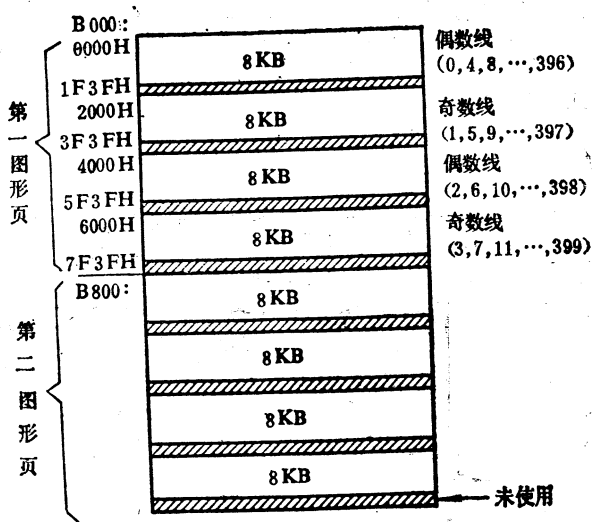 B000:
0000H
8KB
偶数线
(0,4,8,…,396)
1F3FH
2000H
8KB
奇数线
(1,5,9,…,397)
3F3FH
4000H
8KB
偶数线
(2,6,10,…,398)
5F3FH
6000H
8KB
奇数线
(3,7,11,…,399)
7F3FH
第一图形页
B800:
8KB
8KB
8KB
8KB
第二图形页
未使用